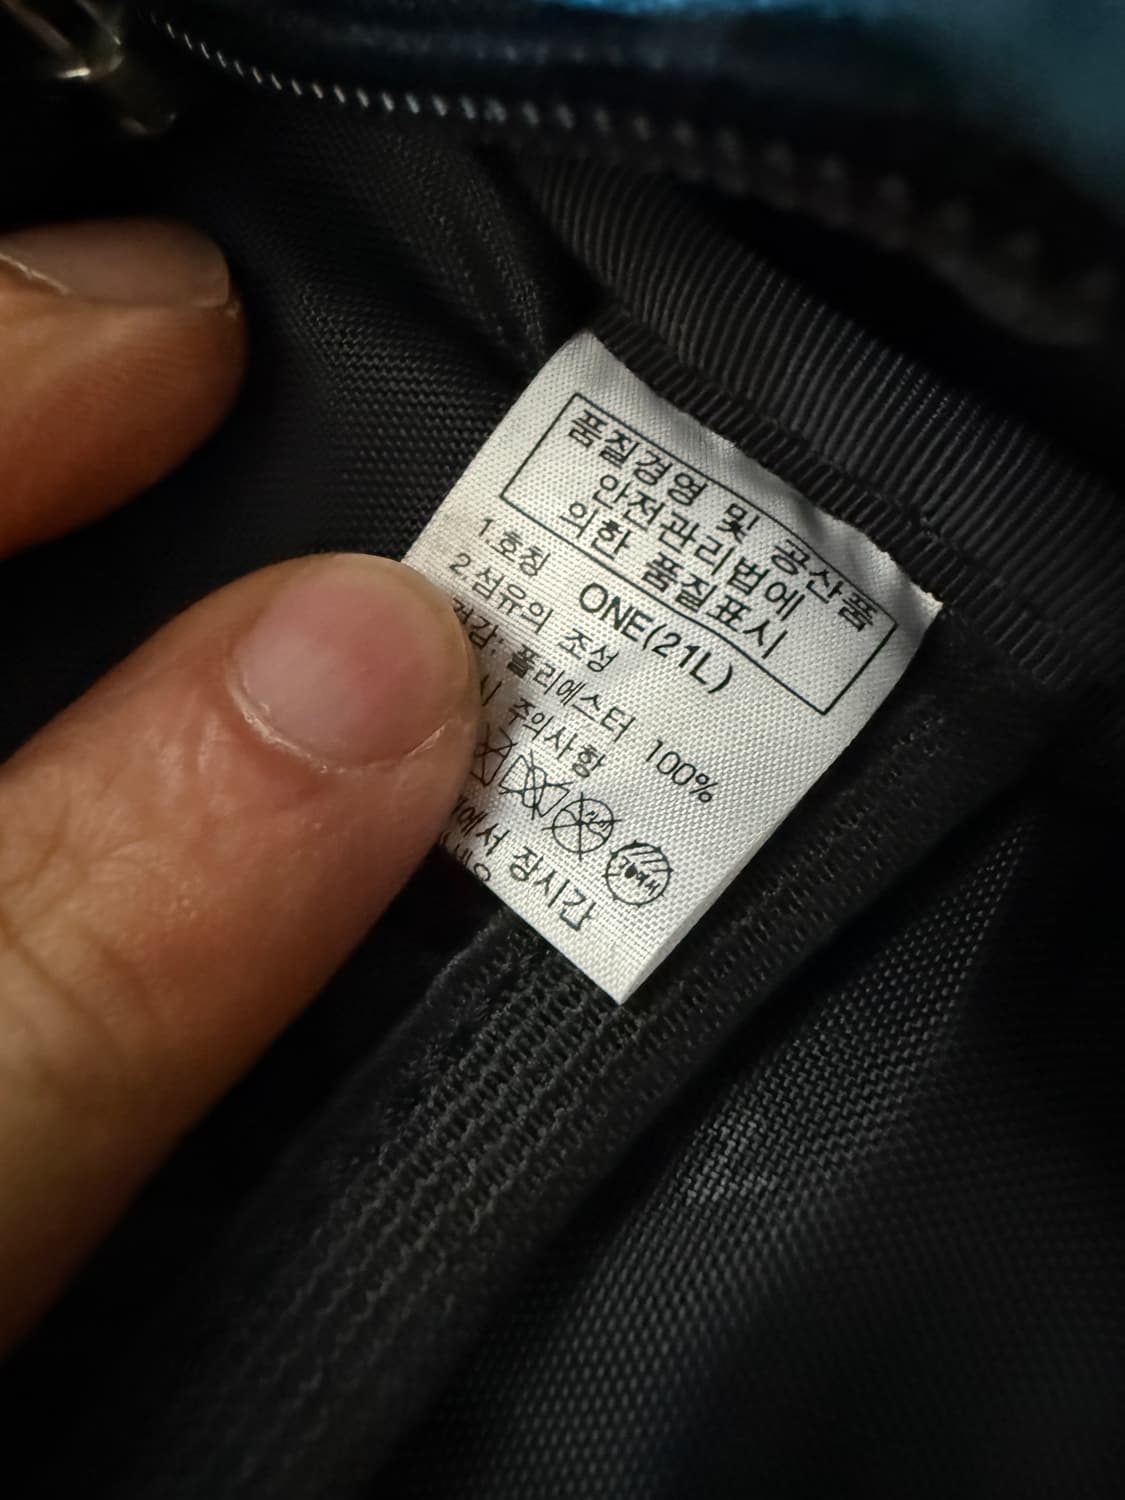 품질경영 및 공산품
안전관리법에
의한 품질표시
1.호칭 ONE(21L)
2.섬유의 조성
겉감: 폴리에스터 100%
주의사항
장시간